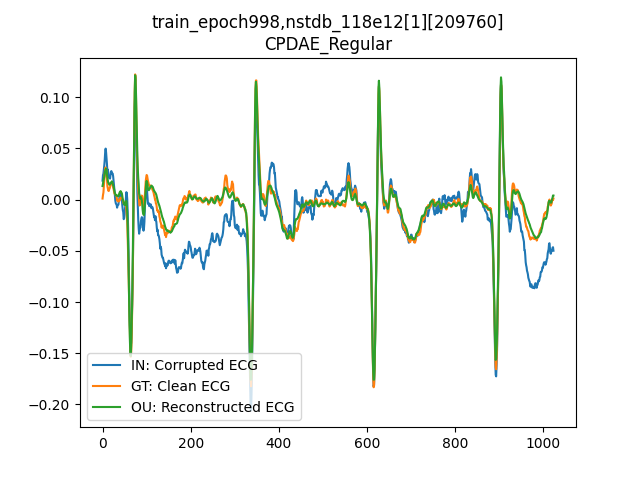 train_epoch998,nstdb_118e12[1][209760]
CPDAE_Regular
0.10
0.05
0.00
−0.05
−0.10
−0.15
−0.20
IN: Corrupted ECG
GT: Clean ECG
OU: Reconstructed ECG
0
200
400
600
800
1000